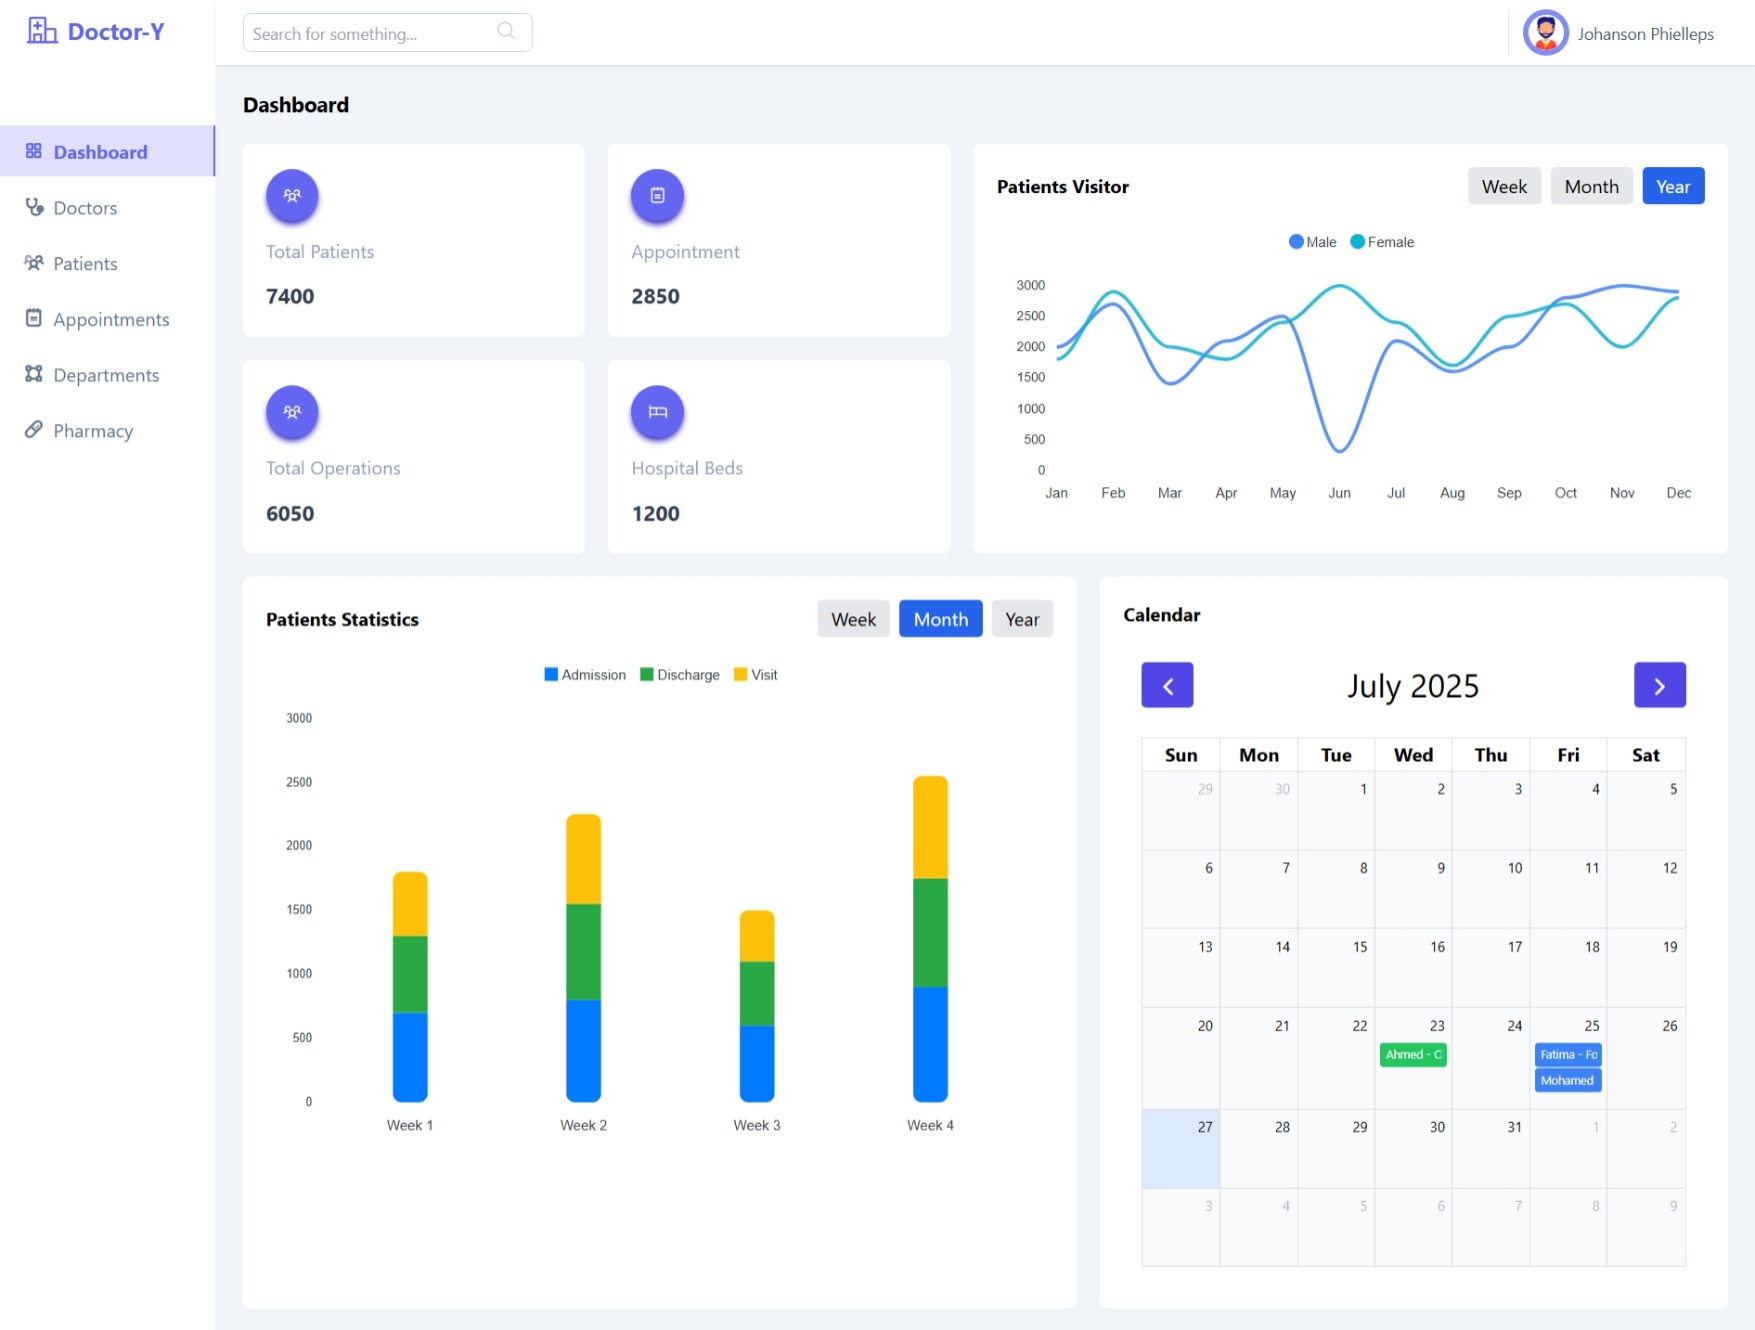 Doctor-Y
Search for something...
Johanson Phielleps
Dashboard
Doctors
Patients
Appointments
Departments
Pharmacy
Dashboard
Total Patients
7400
Appointment
2850
Total Operations
6050
Hospital Beds
1200
Patients Visitor
Week Month Year
Male Female
3000
2500
2000
1500
1000
500
0
Jan Feb Mar Apr May Jun Jul Aug Sep Oct Nov Dec
Patients Statistics
Week Month Year
Admission Discharge Visit
3000
2500
2000
1500
1000
500
0
Week 1 Week 2 Week 3 Week 4
Calendar
July 2025
Sun Mon Tue Wed Thu Fri Sat
29 30 1 2 3 4 5
6 7 8 9 10 11 12
13 14 15 16 17 18 19
20 21 22 23 24 25 26
Ahmed - C Fatima - Fo
Mohamed
27 28 29 30 31 1 2
3 4 5 6 7 8 9